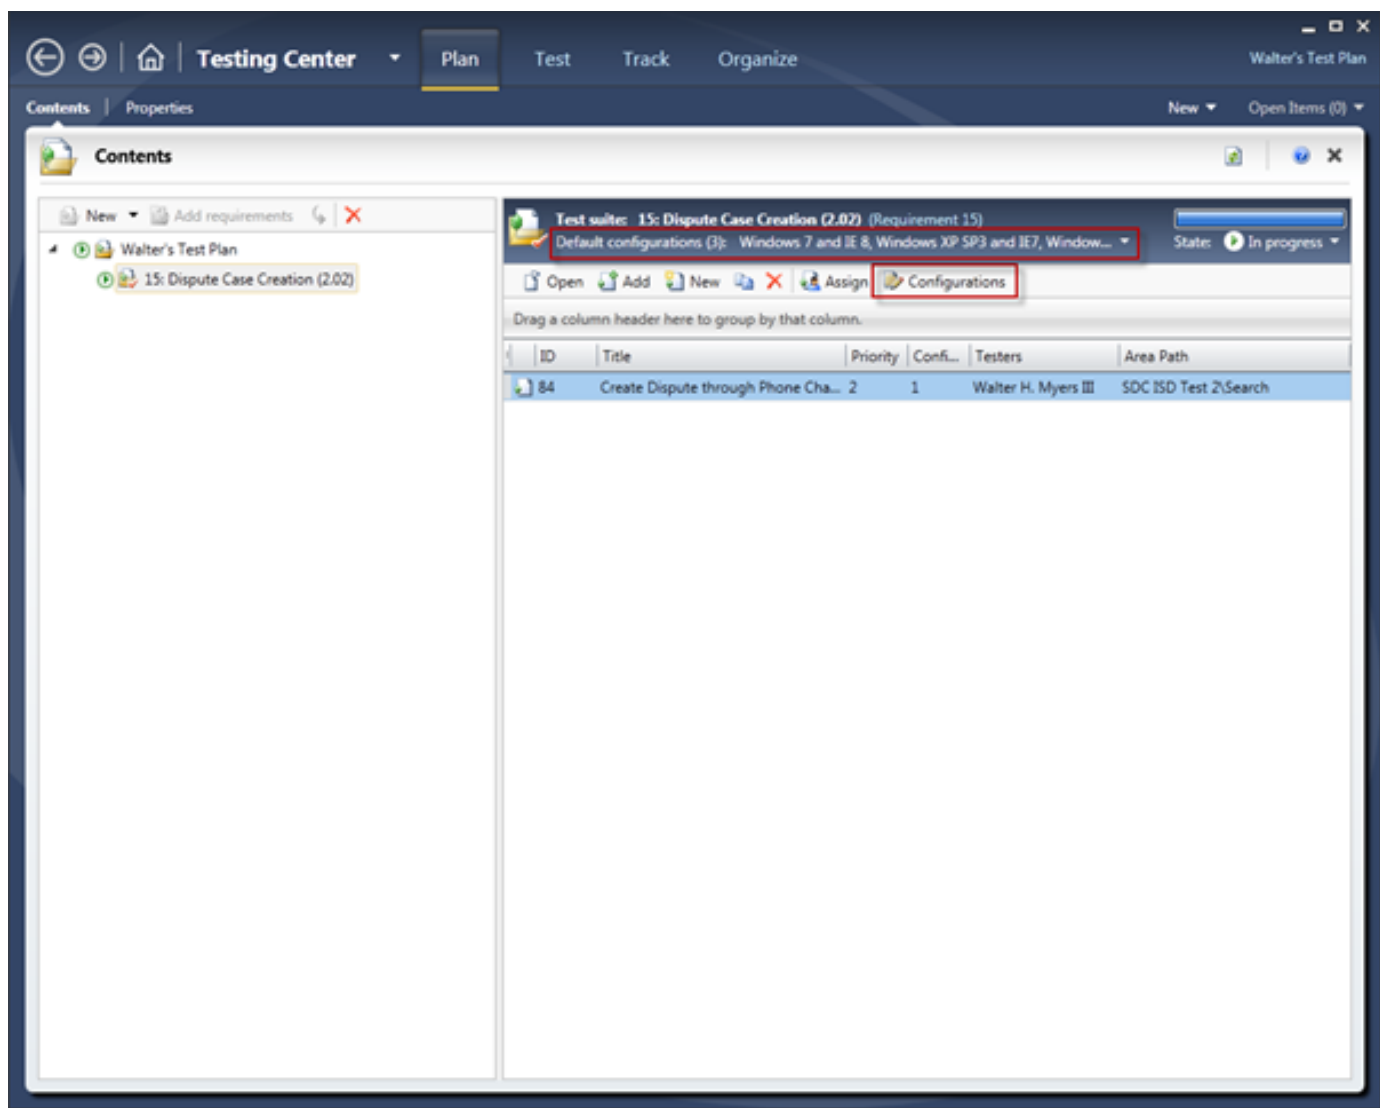 Testing Center Plan Test Track Organize Walter's Test Plan
Contents Properties New Open Items (0)
Contents
New Add requirements
Walter's Test Plan
15: Dispute Case Creation (2.02)
Test suite: 15: Dispute Case Creation (2.02) (Requirement 15)
Default configurations (3): Windows 7 and IE 8, Windows XP SP3 and IE7, Window...
State: In progress
Open Add New Assign Configurations
Drag a column header here to group by that column.
ID Title Priority Confi... Testers Area Path
84 Create Dispute through Phone Cha... 2 1 Walter H. Myers III SDC ISD Test 2\Search